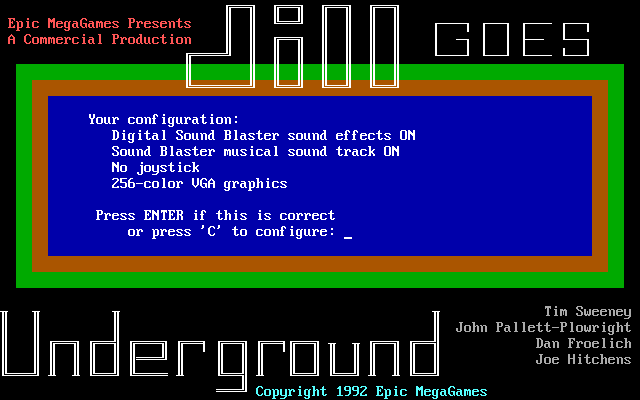 Epic MegaGames Presents
A Commercial Production
Jill GOES
Your configuration:
Digital Sound Blaster sound effects ON
Sound Blaster musical sound track ON
No joystick
256-color VGA graphics
Press ENTER if this is correct
or press 'C' to configure: _
Underground
Tim Sweeney
John Pallett-Plowright
Dan Froelich
Joe Hitchens
Copyright 1992 Epic MegaGames